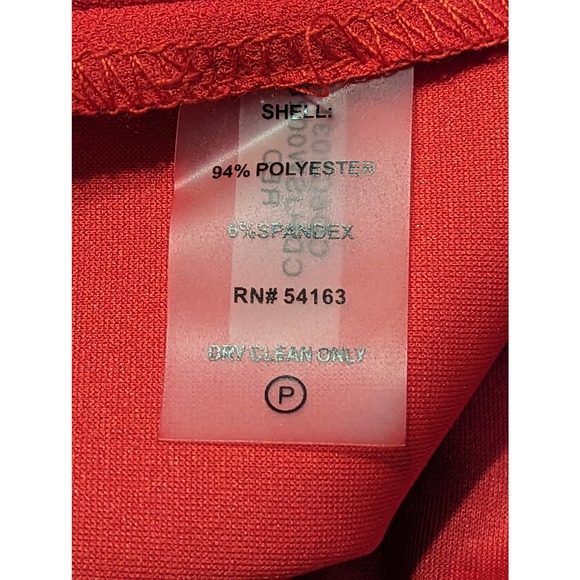 SHELL:
94% POLYESTER
6%SPANDEX
RN# 54163
DRY CLEAN ONLY
P